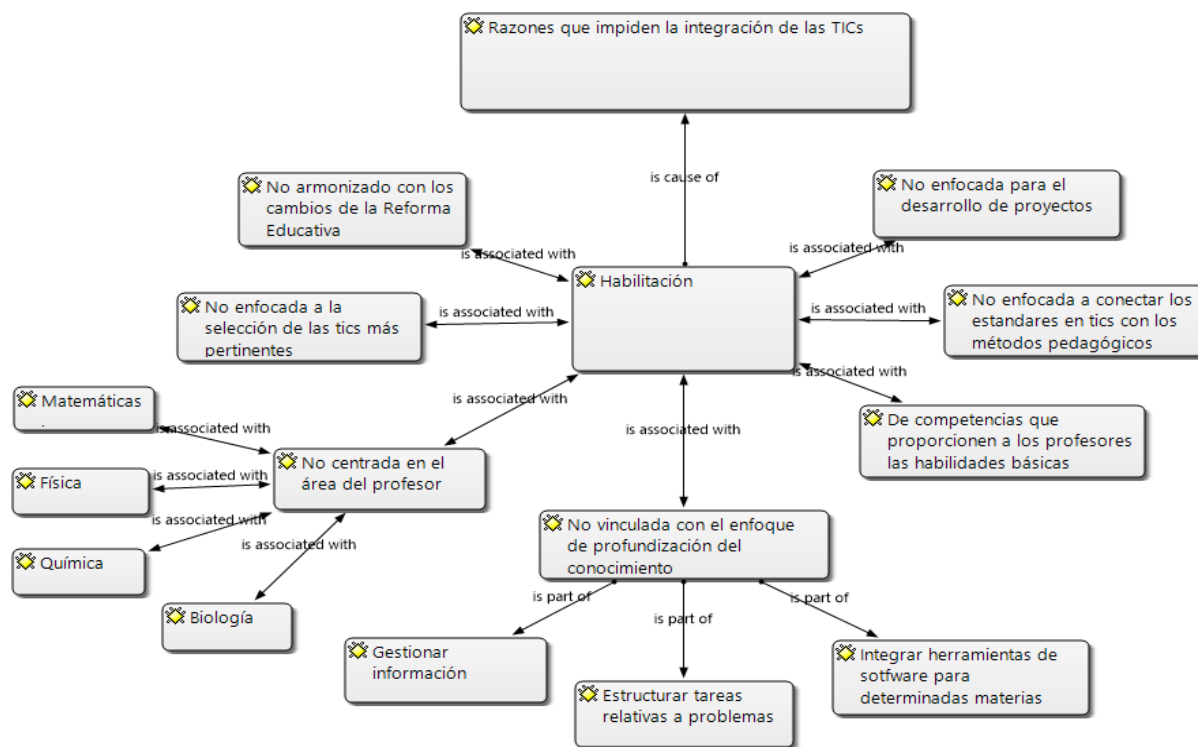 Razones que impiden la integración de las TICs
is cause of
No armonizado con los
cambios de la Reforma
Educativa
No enfocada para el
desarrollo de proyectos
is associated with
is associated with
Habilitación
No enfocada a la
selección de las tics más
pertinentes
is associated with
is associated with
No enfocada a conectar los
estandares en tics con los
métodos pedagógicos
is associated with
is associated with
is associated with
De competencias que
proporcionen a los profesores
las habilidades básicas
Matemáticas
.
is associated with
No centrada en el
área del profesor
Física
is associated with
is associated with
Química
is associated with
Biología
No vinculada con el enfoque
de profundización del
conocimiento
is part of
is part of
is part of
Gestionar
información
Estructurar tareas
relativas a problemas
Integrar herramientas de
sotfware para
determinadas materias